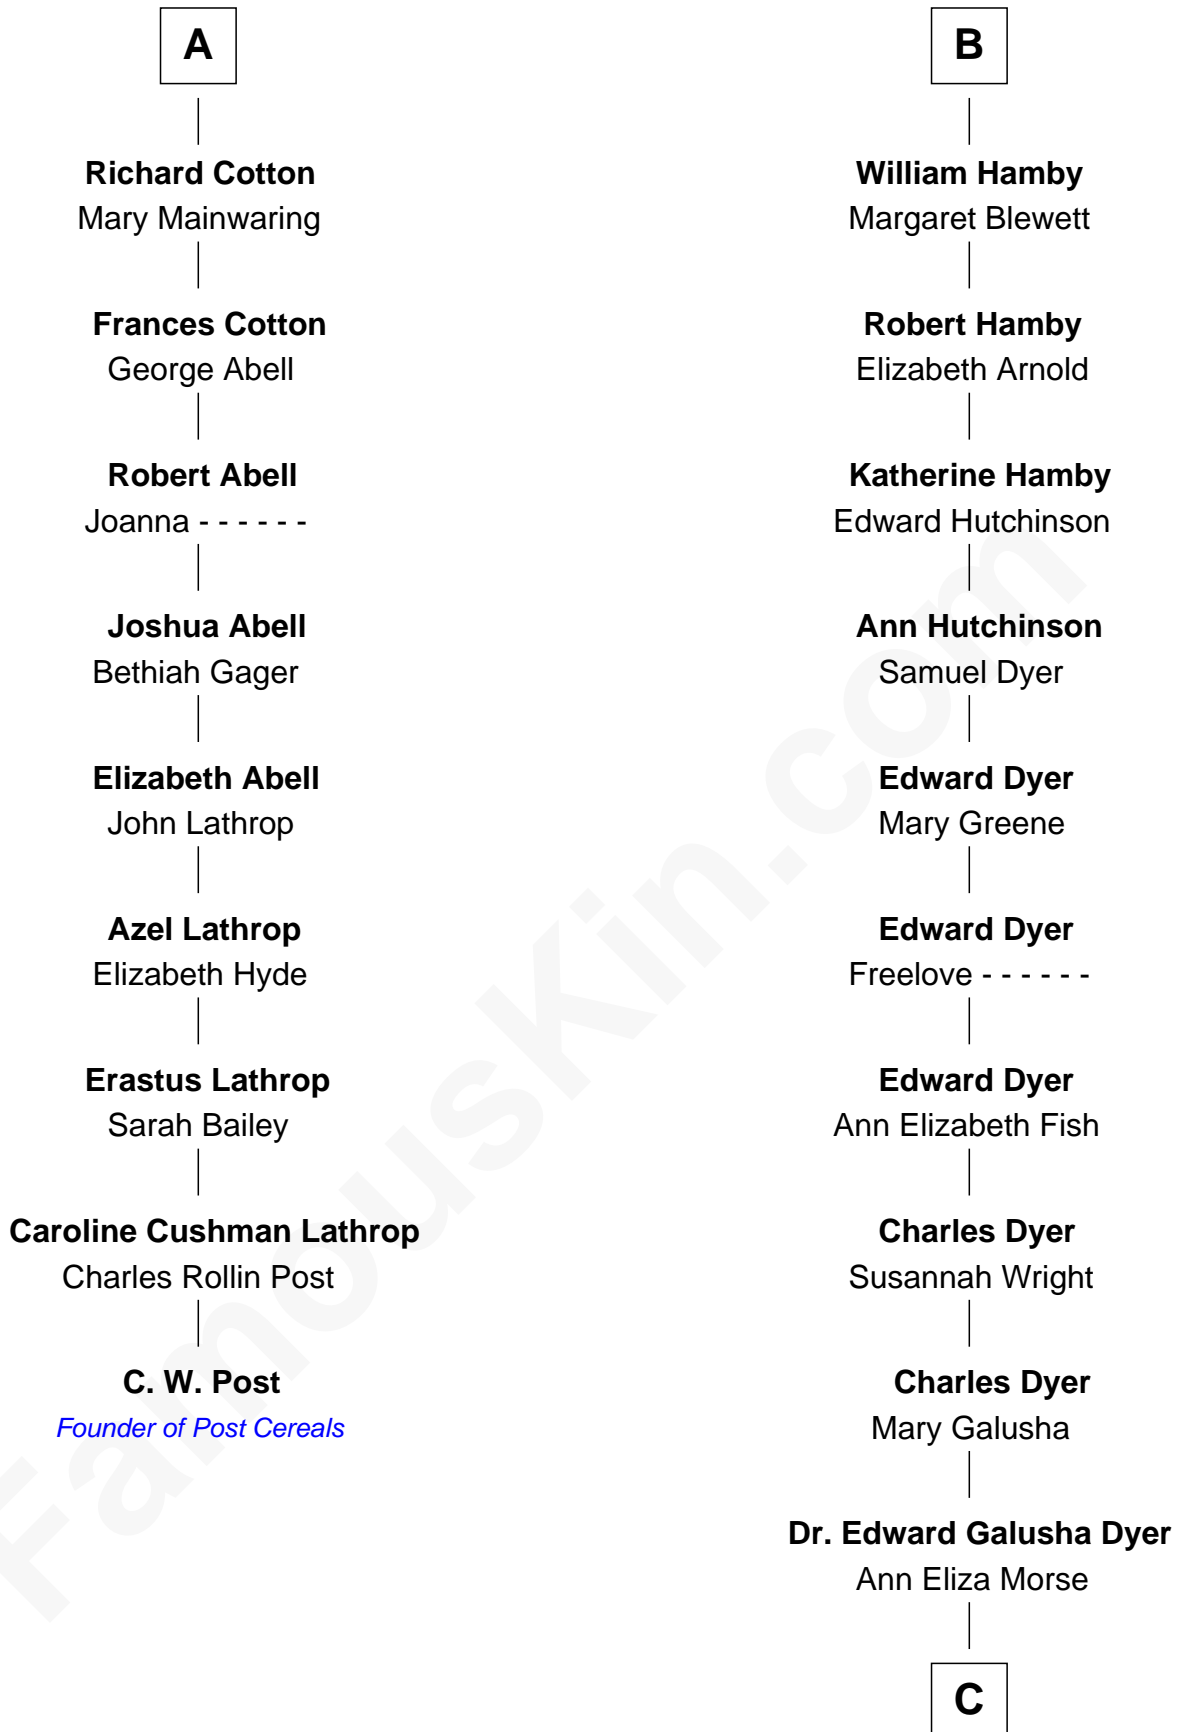 A
Richard Cotton
Mary Mainwaring
Frances Cotton
George Abell
Robert Abell
Joanna - - - - - -
Joshua Abell
Bethiah Gager
Elizabeth Abell
John Lathrop
Azel Lathrop
Elizabeth Hyde
Erastus Lathrop
Sarah Bailey
Caroline Cushman Lathrop
Charles Rollin Post
C. W. Post
Founder of Post Cereals
B
William Hamby
Margaret Blewett
Robert Hamby
Elizabeth Arnold
Katherine Hamby
Edward Hutchinson
Ann Hutchinson
Samuel Dyer
Edward Dyer
Mary Greene
Edward Dyer
Freelove - - - - - -
Edward Dyer
Ann Elizabeth Fish
Charles Dyer
Susannah Wright
Charles Dyer
Mary Galusha
Dr. Edward Galusha Dyer
Ann Eliza Morse
C
FamousKin.com